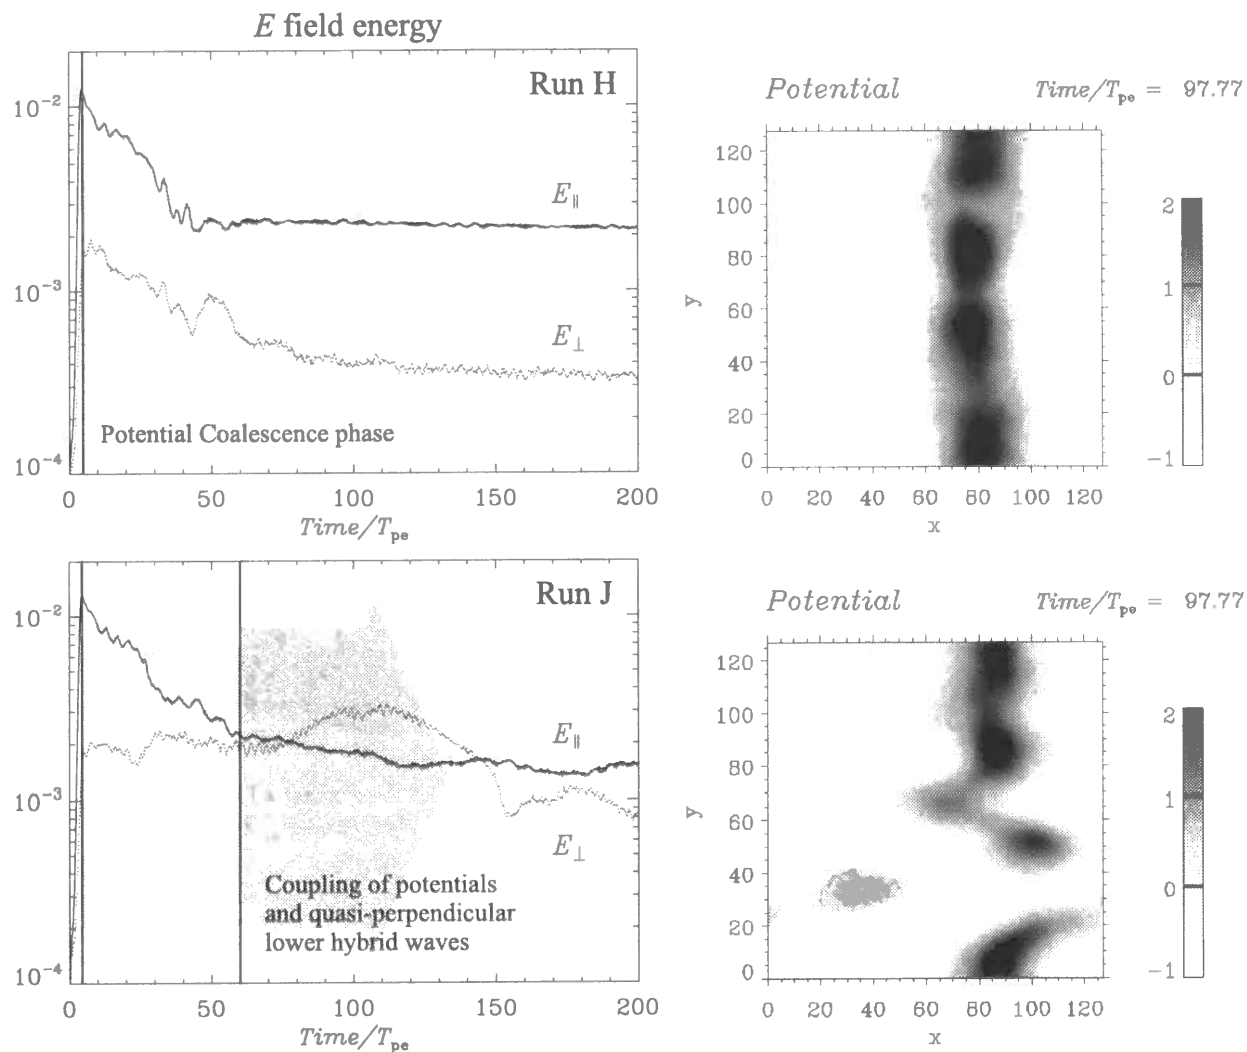 E field energy
Run H
10⁻²
10⁻³
10⁻⁴
E∥
E⊥
Potential Coalescence phase
0 50 100 150 200
Time/Tpe
Potential Time/Tpe = 97.77
120
100
80
60
40
20
0
y
0 20 40 60 80 100 120
x
2
1
0
-1
Run J
10⁻²
10⁻³
10⁻⁴
E∥
E⊥
Coupling of potentials
and quasi-perpendicular
lower hybrid waves
0 50 100 150 200
Time/Tpe
Potential Time/Tpe = 97.77
120
100
80
60
40
20
0
y
0 20 40 60 80 100 120
x
2
1
0
-1